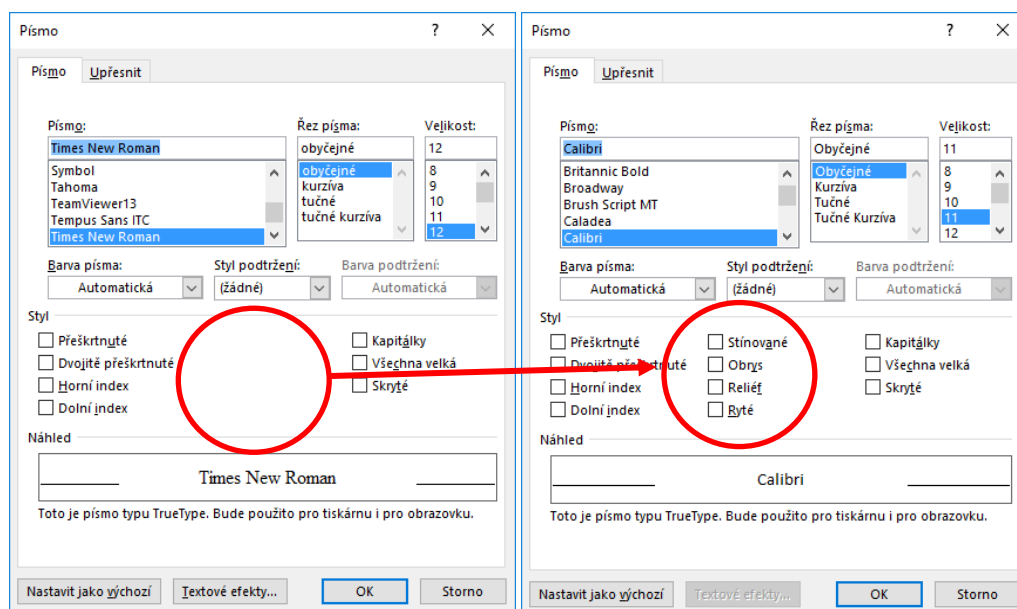 Písmo ? ×
Písmo Upřesnit
Písmo: Řez písma: Velikost:
Times New Roman obyčejné 12
Symbol obyčejné 8
Tahoma kurzíva 9
TeamViewer13 tučné 10
Tempus Sans ITC tučné kurzíva 11
Times New Roman 12
Barva písma: Styl podtržení: Barva podtržení:
Automatická (žádné) Automatická
Styl
Přeškrtnuté Kapitálky
Dvojitě přeškrtnuté Všechna velká
Horní index Skryté
Dolní index
Náhled
Times New Roman
Toto je písmo typu TrueType. Bude použito pro tiskárnu i pro obrazovku.
Nastavit jako výchozí Textové efekty... OK Storno
Písmo ? ×
Písmo Upřesnit
Písmo: Řez písma: Velikost:
Calibri Obyčejné 11
Britannic Bold Obyčejné 8
Broadway Kurzíva 9
Brush Script MT Tučné 10
Caladea Tučné Kurzíva 11
Calibri 12
Barva písma: Styl podtržení: Barva podtržení:
Automatická (žádné) Automatická
Styl
Přeškrtnuté Stínované Kapitálky
Dvojitě přeškrtnuté Obrys Všechna velká
Horní index Reliéf Skryté
Dolní index Ryté
Náhled
Calibri
Toto je písmo typu TrueType. Bude použito pro tiskárnu i pro obrazovku.
Nastavit jako výchozí Textové efekty... OK Storno